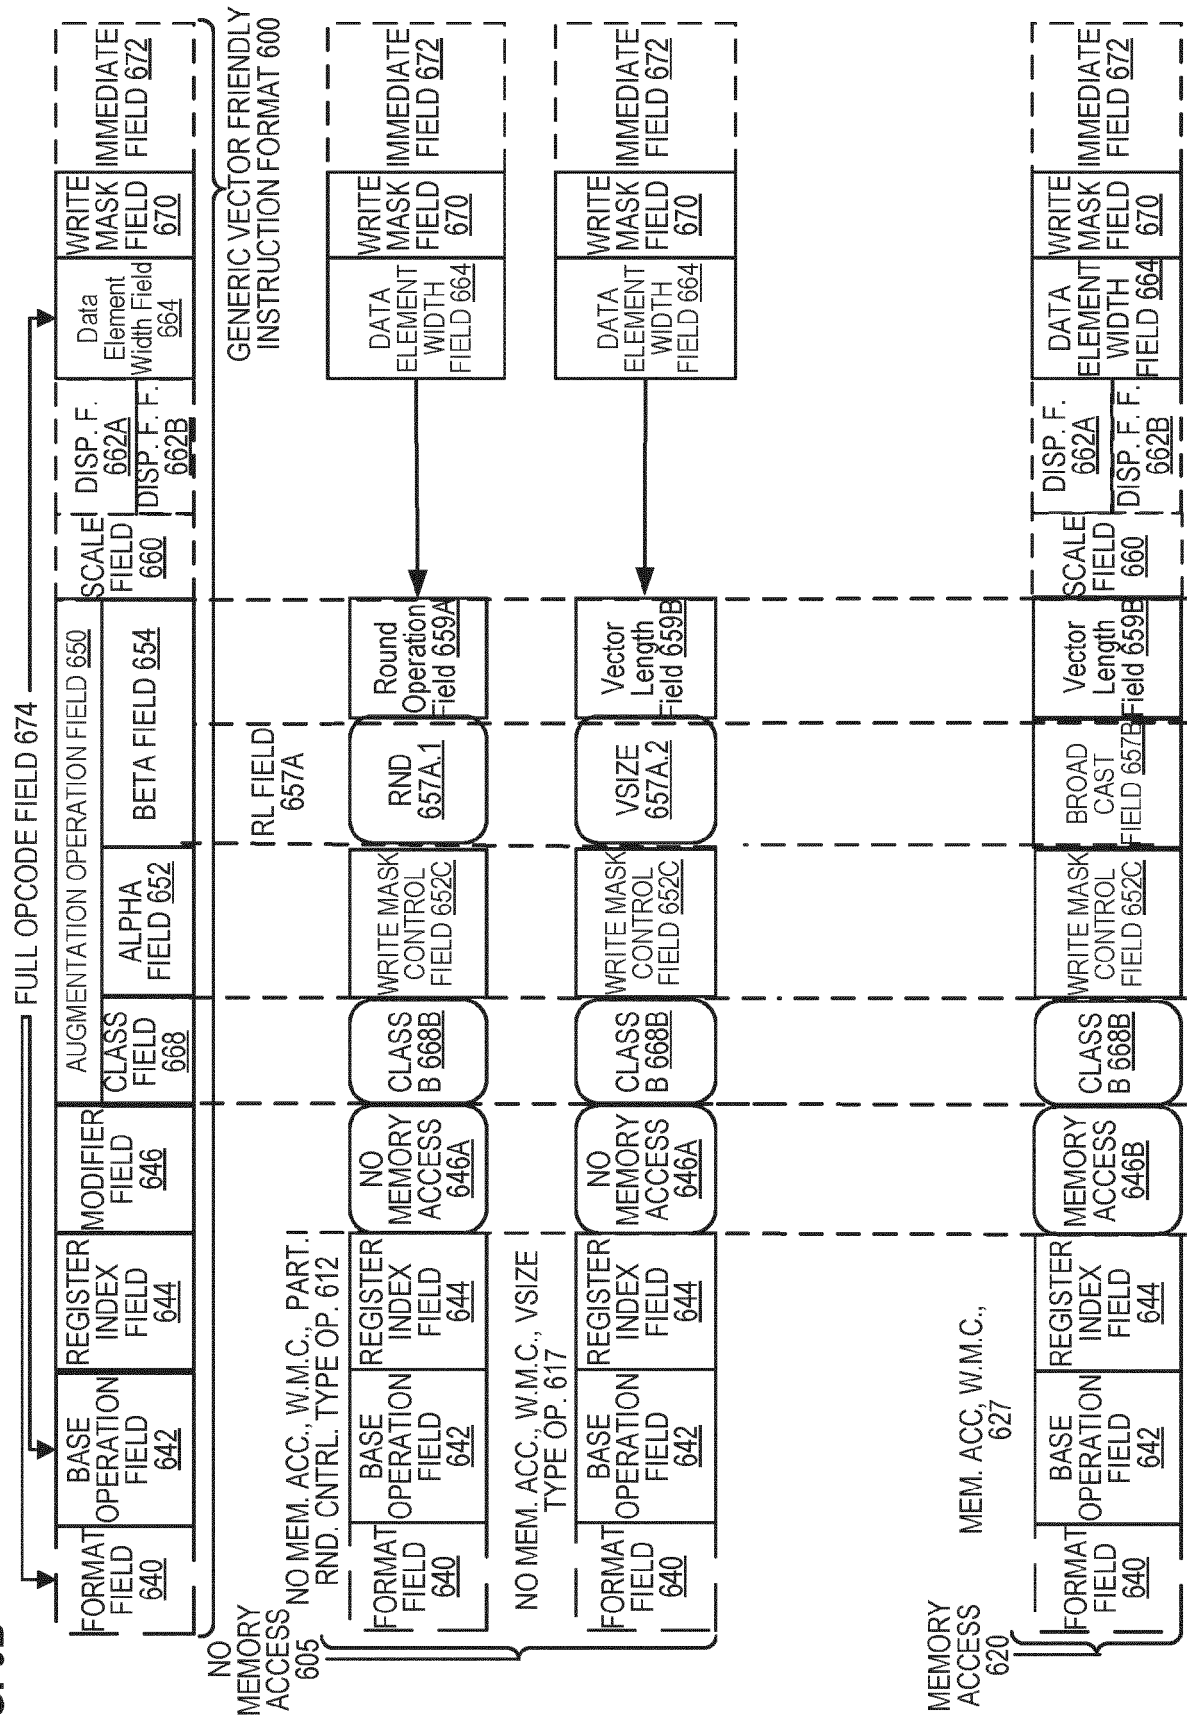 FULL OPCODE FIELD 674
FORMAT
FIELD
640
BASE
OPERATION
FIELD
642
REGISTER
INDEX
FIELD
644
MODIFIER
FIELD
646
AUGMENTATION OPERATION FIELD 650
CLASS
FIELD
668
ALPHA
FIELD 652
BETA FIELD 654
SCALE
FIELD
660
DISP. F.
662A
DISP. F. F.
662B
Data
Element
Width Field
664
WRITE
MASK
FIELD
670
IMMEDIATE
FIELD 672
GENERIC VECTOR FRIENDLY
INSTRUCTION FORMAT 600
NO
MEMORY
ACCESS
605
RL FIELD
657A
NO MEM. ACC., W.M.C., PART.
RND. CNTRL. TYPE OP. 612
FORMAT
FIELD
640
BASE
OPERATION
FIELD
642
REGISTER
INDEX
FIELD
644
NO
MEMORY
ACCESS
646A
CLASS
B 668B
WRITE MASK
CONTROL
FIELD 652C
RND
657A.1
Round
Operation
Field 659A
DATA
ELEMENT
WIDTH
FIELD 664
WRITE
MASK
FIELD
670
IMMEDIATE
FIELD 672
NO MEM. ACC., W.M.C., VSIZE
TYPE OP. 617
FORMAT
FIELD
640
BASE
OPERATION
FIELD
642
REGISTER
INDEX
FIELD
644
NO
MEMORY
ACCESS
646A
CLASS
B 668B
WRITE MASK
CONTROL
FIELD 652C
VSIZE
657A.2
Vector
Length
Field 659B
DATA
ELEMENT
WIDTH
FIELD 664
WRITE
MASK
FIELD
670
IMMEDIATE
FIELD 672
MEMORY
ACCESS
620
MEM. ACC, W.M.C.,
627
FORMAT
FIELD
640
BASE
OPERATION
FIELD
642
REGISTER
INDEX
FIELD
644
MEMORY
ACCESS
646B
CLASS
B 668B
WRITE MASK
CONTROL
FIELD 652C
BROAD
CAST
FIELD 657B
Vector
Length
Field 659B
SCALE
FIELD
660
DISP. F.
662A
DISP. F. F.
662B
DATA
ELEMENT
WIDTH
FIELD 664
WRITE
MASK
FIELD
670
IMMEDIATE
FIELD 672